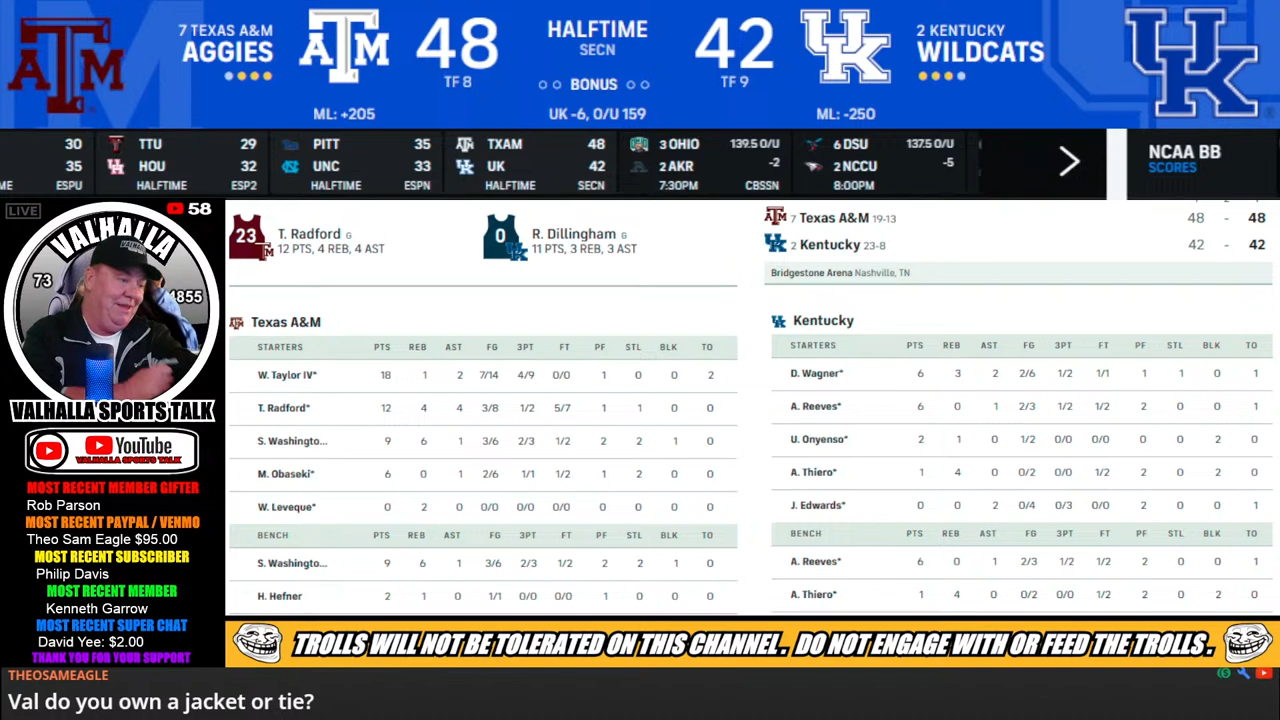 7 TEXAS A&M
AGGIES
48
TF 8
ML: +205
HALFTIME
SECN
BONUS
UK -6, O/U 159
42
TF 9
ML: -250
2 KENTUCKY
WILDCATS
30
35
ESPU
TTU 29
HOU 32
HALFTIME ESP2
PITT 35
UNC 33
HALFTIME ESPN
TXAM 48
UK 42
HALFTIME SECN
3 OHIO 139.5 O/U
2 AKR -2
7:30PM CBSSN
6 DSU 137.5 O/U
2 NCCU -5
8:00PM
NCAA BB
SCORES
LIVE
58
VALHALLA
73
4855
VALHALLA SPORTS TALK
YouTube
VALHALLA SPORTS TALK
MOST RECENT MEMBER GIFTER
Rob Parson
MOST RECENT PAYPAL / VENMO
Theo Sam Eagle $95.00
MOST RECENT SUBSCRIBER
Philip Davis
MOST RECENT MEMBER
Kenneth Garrow
MOST RECENT SUPER CHAT
David Yee: $2.00
THANK YOU FOR YOUR SUPPORT
23 T. Radford G
12 PTS, 4 REB, 4 AST
0 R. Dillingham G
11 PTS, 3 REB, 3 AST
7 Texas A&M 19-13 48 - 48
2 Kentucky 23-8 42 - 42
Bridgestone Arena Nashville, TN
Texas A&M
STARTERS PTS REB AST FG 3PT FT PF STL BLK TO
W. Taylor IV* 18 1 2 7/14 4/9 0/0 1 0 0 2
T. Radford* 12 4 4 3/8 1/2 5/7 1 1 0 0
S. Washingto... 9 6 1 3/6 2/3 1/2 2 2 1 0
M. Obaseki* 6 0 1 2/6 1/1 1/2 1 2 0 0
W. Leveque* 0 2 0 0/0 0/0 0/0 0 0 0 0
BENCH PTS REB AST FG 3PT FT PF STL BLK TO
S. Washingto... 9 6 1 3/6 2/3 1/2 2 2 1 0
H. Hefner 2 1 0 1/1 0/0 0/0 1 0 0 0
Kentucky
STARTERS PTS REB AST FG 3PT FT PF STL BLK TO
D. Wagner* 6 3 2 2/6 1/2 1/1 1 1 0 1
A. Reeves* 6 0 1 2/3 1/2 1/2 2 0 0 1
U. Onyenso* 2 1 0 1/2 0/0 0/0 0 0 2 0
A. Thiero* 1 4 0 0/2 0/0 1/2 2 0 2 0
J. Edwards* 0 0 2 0/4 0/3 0/0 2 0 0 1
BENCH PTS REB AST FG 3PT FT PF STL BLK TO
A. Reeves* 6 0 1 2/3 1/2 1/2 2 0 0 1
A. Thiero* 1 4 0 0/2 0/0 1/2 2 0 2 0
TROLLS WILL NOT BE TOLERATED ON THIS CHANNEL. DO NOT ENGAGE WITH OR FEED THE TROLLS.
THEOSAMEAGLE
Val do you own a jacket or tie?